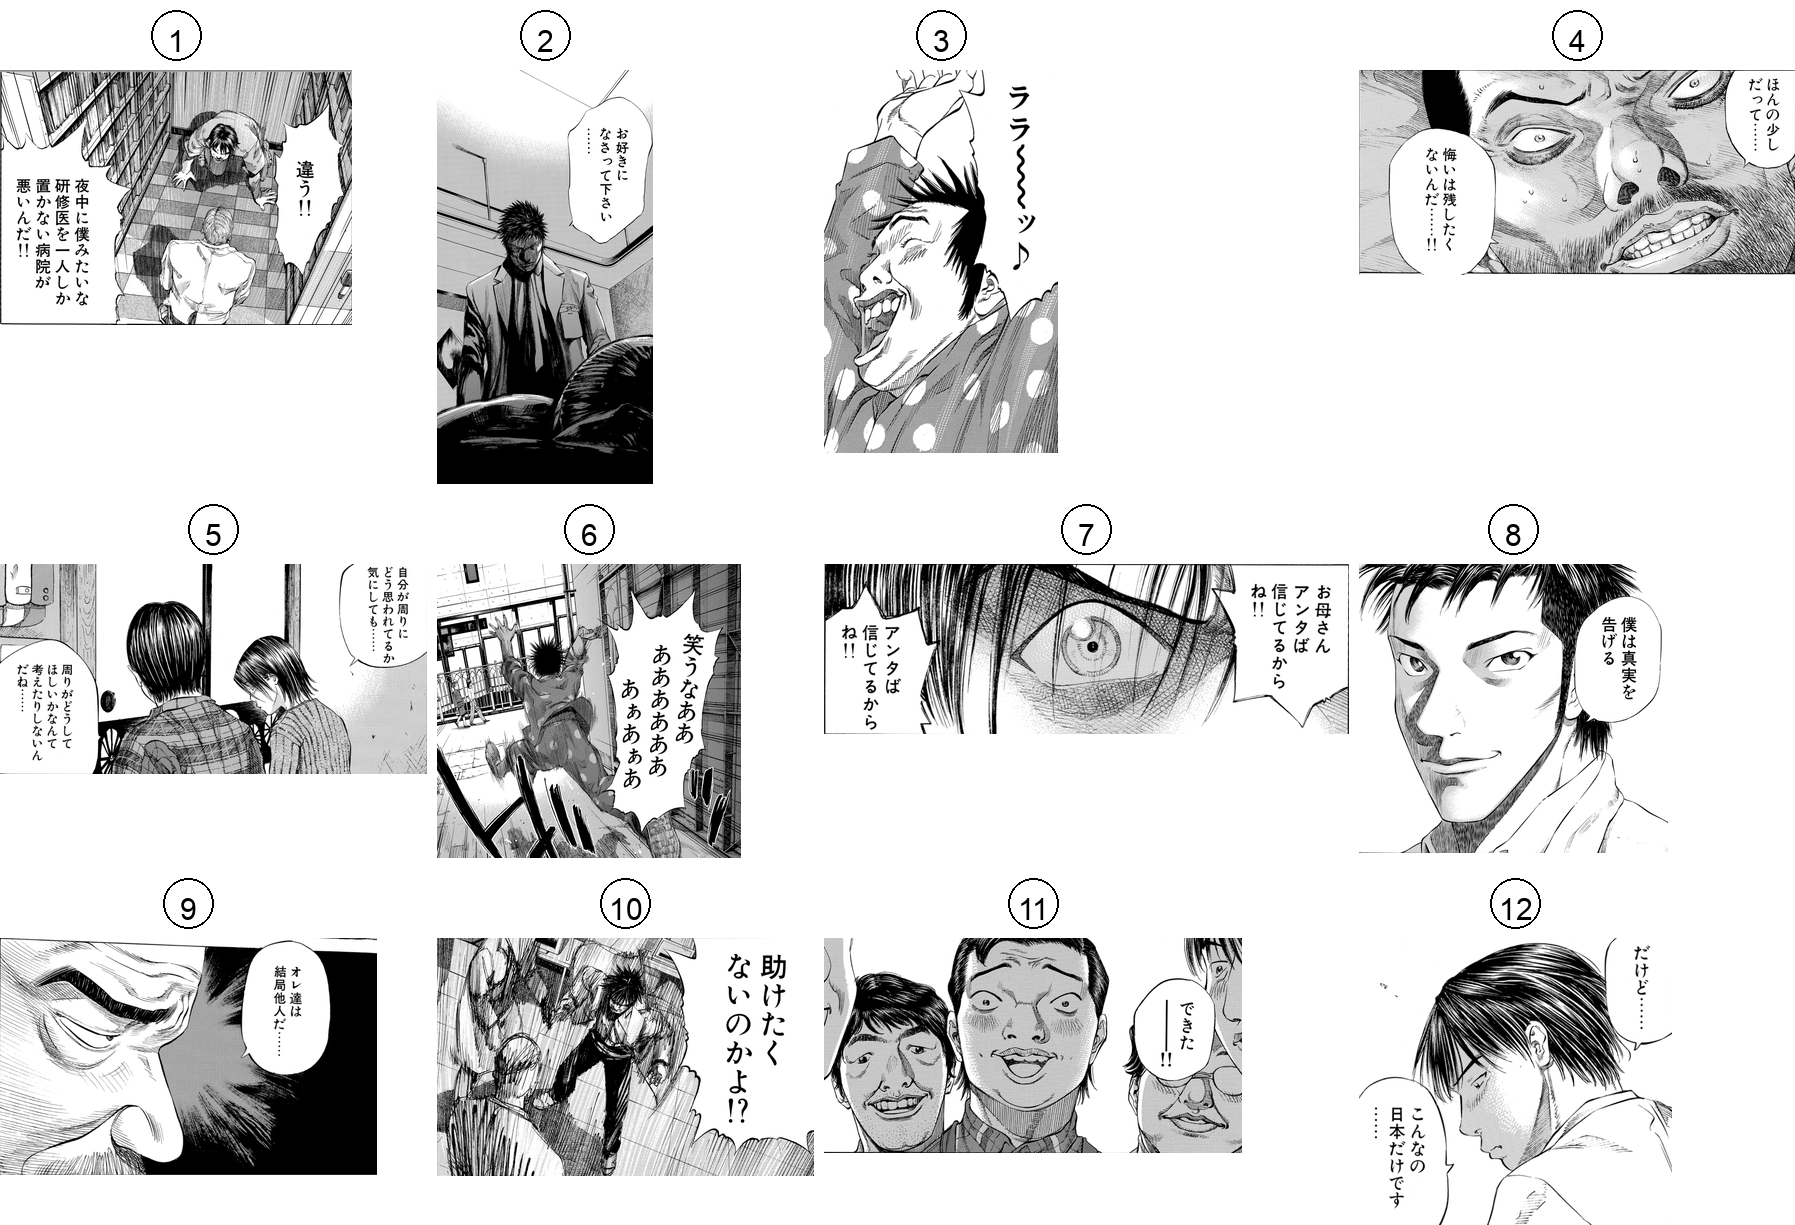 1
違う!!
夜中に僕みたいな
研修医を一人しか
置かない病院が
悪いんだ!!
2
お好きに
なさって下さい
……
3
ララ〜〜〜ッ♪
4
ほんの少し
だって……
悔いは残したく
ないんだ……!!
5
自分が周りに
どう思われてるか
気にしても……
周りがどうして
ほしいかなんて
考えたりしないん
だね……
6
笑うなああ
ああああああ
あぁあぁあ
7
お母さん
アンタば
信じてるから
ね!!
アンタば
信じてるから
ね!!
8
僕は真実を
告げる
9
オレ達は
結局他人だ……
10
助けたく
ないのかよ!?
11
できた
――!!
12
だけど……
こんなの
日本だけです
……